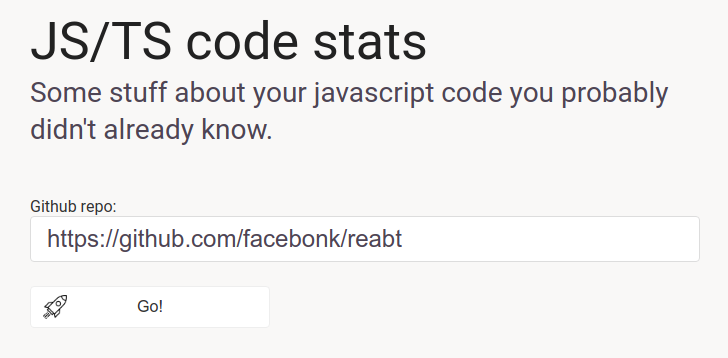 JS/TS code stats
Some stuff about your javascript code you probably
didn't already know.
Github repo:
https://github.com/facebonk/reabt
Go!